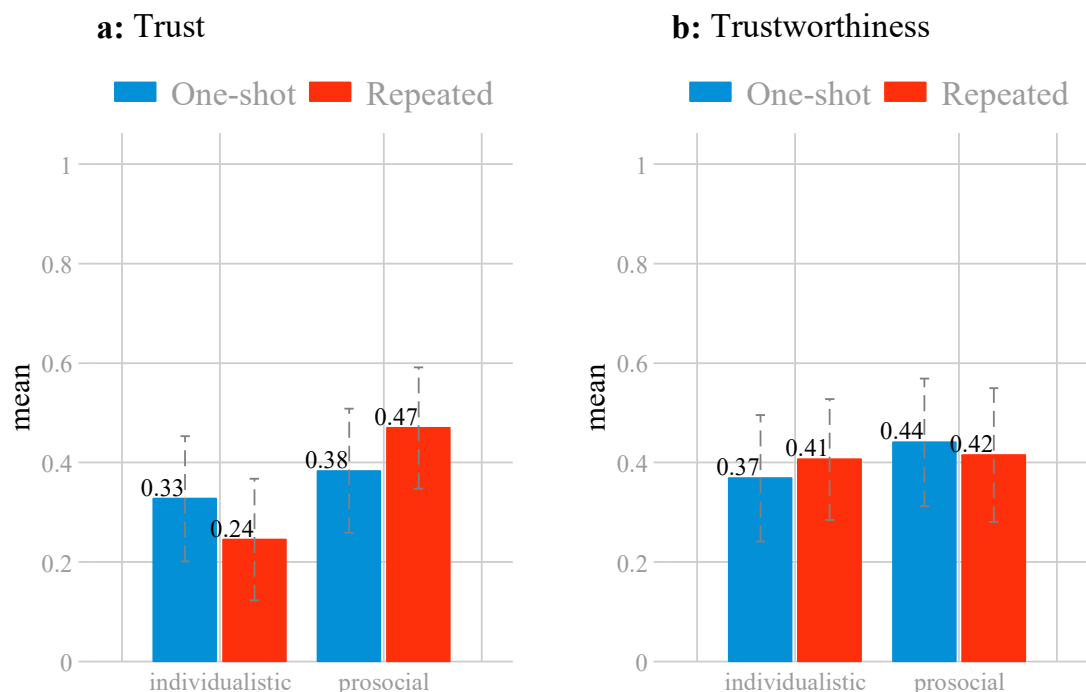 a: Trust
One-shot Repeated
1
0.8
0.6
0.4
0.2
0
mean
0.33
0.24
0.38
0.47
individualistic prosocial
b: Trustworthiness
One-shot Repeated
1
0.8
0.6
0.4
0.2
0
mean
0.37
0.41
0.44
0.42
individualistic prosocial